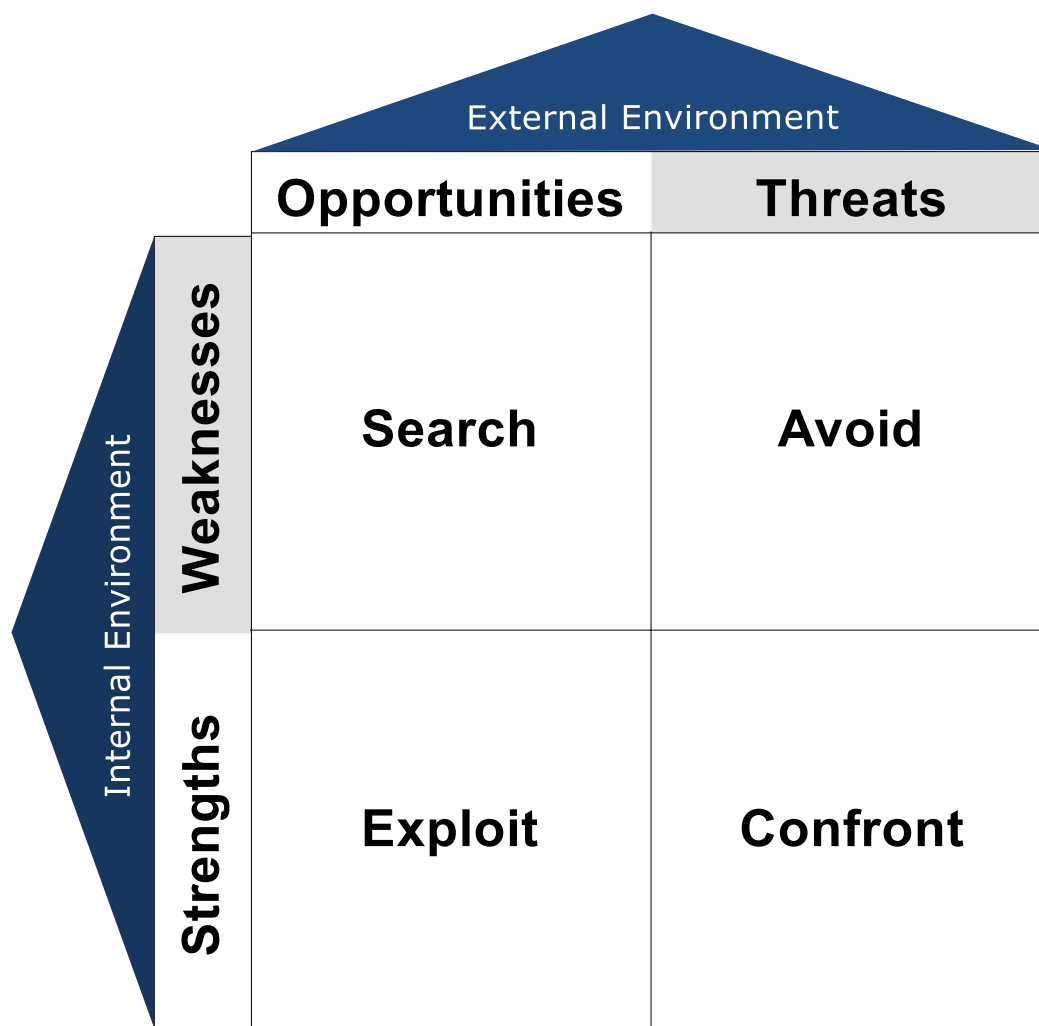 External Environment
Opportunities
Threats
Internal Environment
Weaknesses
Search
Avoid
Strengths
Exploit
Confront